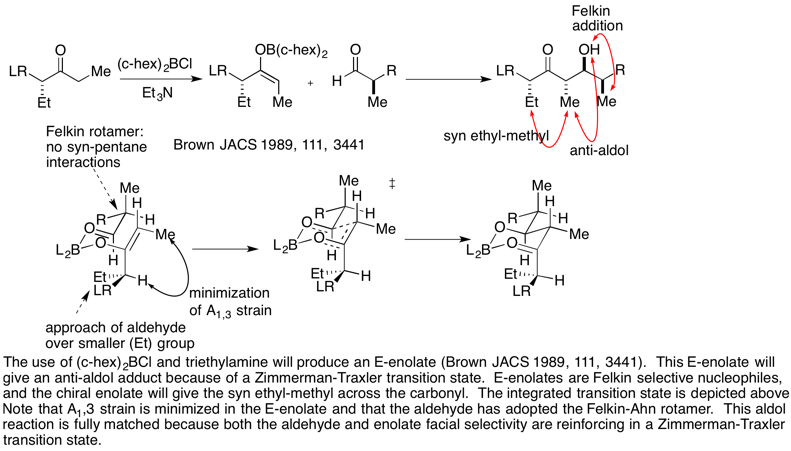 Felkin
addition
O
OB(c-hex)2
O
O
OH
LR
Me
(c-hex)2BCl
LR
H
R
LR
R
Et
Et3N
Et
Me
+
Me
Et
Me
Me
syn ethyl-methyl
anti-aldol
Felkin rotamer:
no syn-pentane
interactions
Brown JACS 1989, 111, 3441
Me
R
H
H
O
Me
L2B
O
H
Et
H
LR
Me
‡
R
H
H
O
Me
L2B
O
H
Et
H
LR
Me
R
H
H
O
Me
L2B
O
H
Et
H
LR
minimization
of A1,3 strain
approach of aldehyde
over smaller (Et) group
The use of (c-hex)2BCl and triethylamine will produce an E-enolate (Brown JACS 1989, 111, 3441). This E-enolate will
give an anti-aldol adduct because of a Zimmerman-Traxler transition state. E-enolates are Felkin selective nucleophiles,
and the chiral enolate will give the syn ethyl-methyl across the carbonyl. The integrated transition state is depicted above
Note that A1,3 strain is minimized in the E-enolate and that the aldehyde has adopted the Felkin-Ahn rotamer. This aldol
reaction is fully matched because both the aldehyde and enolate facial selectivity are reinforcing in a Zimmerman-Traxler
transition state.